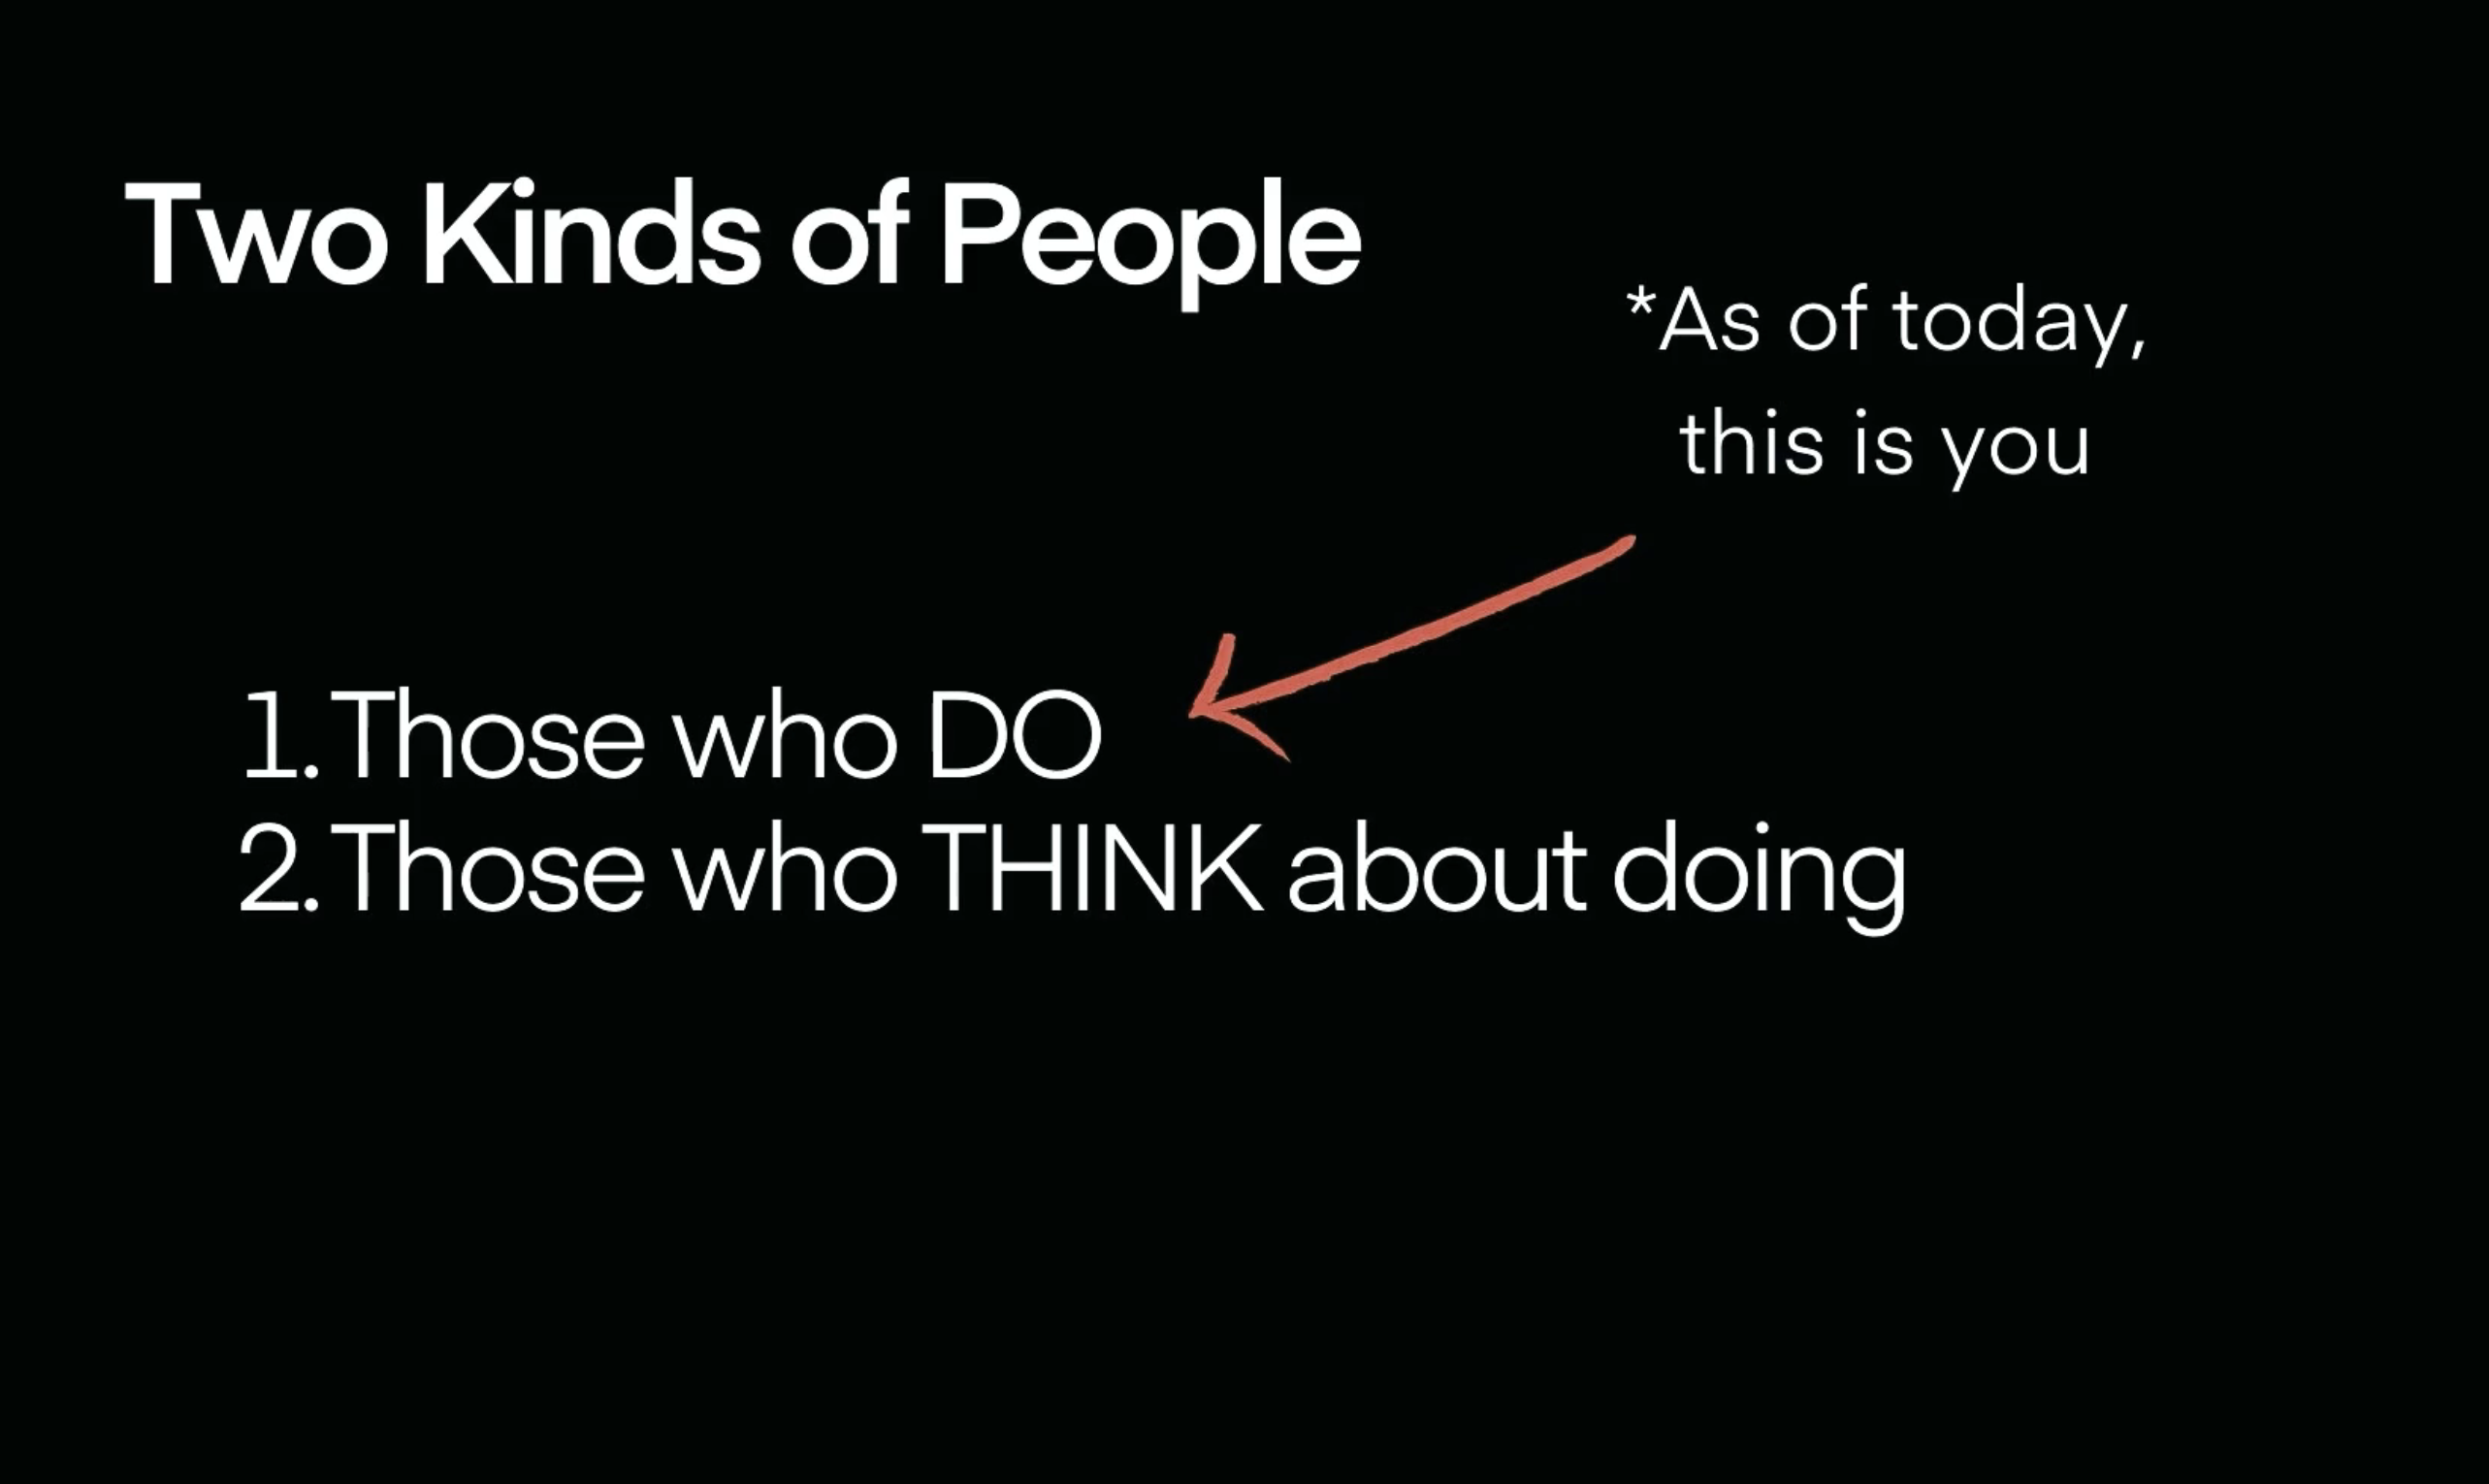 Two Kinds of People
*As of today,
this is you
1. Those who DO
2. Those who THINK about doing